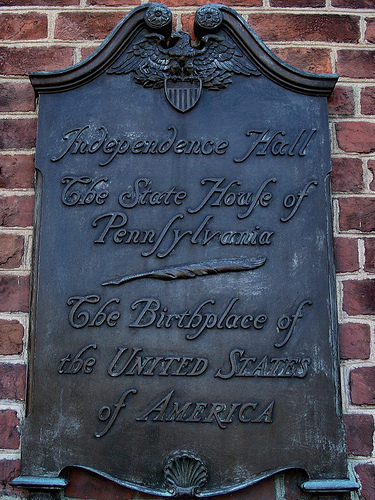 Independence Hall
The State Houſe of
Pennſylvania
The Birthplace of
the UNITED STATES
of AMERICA